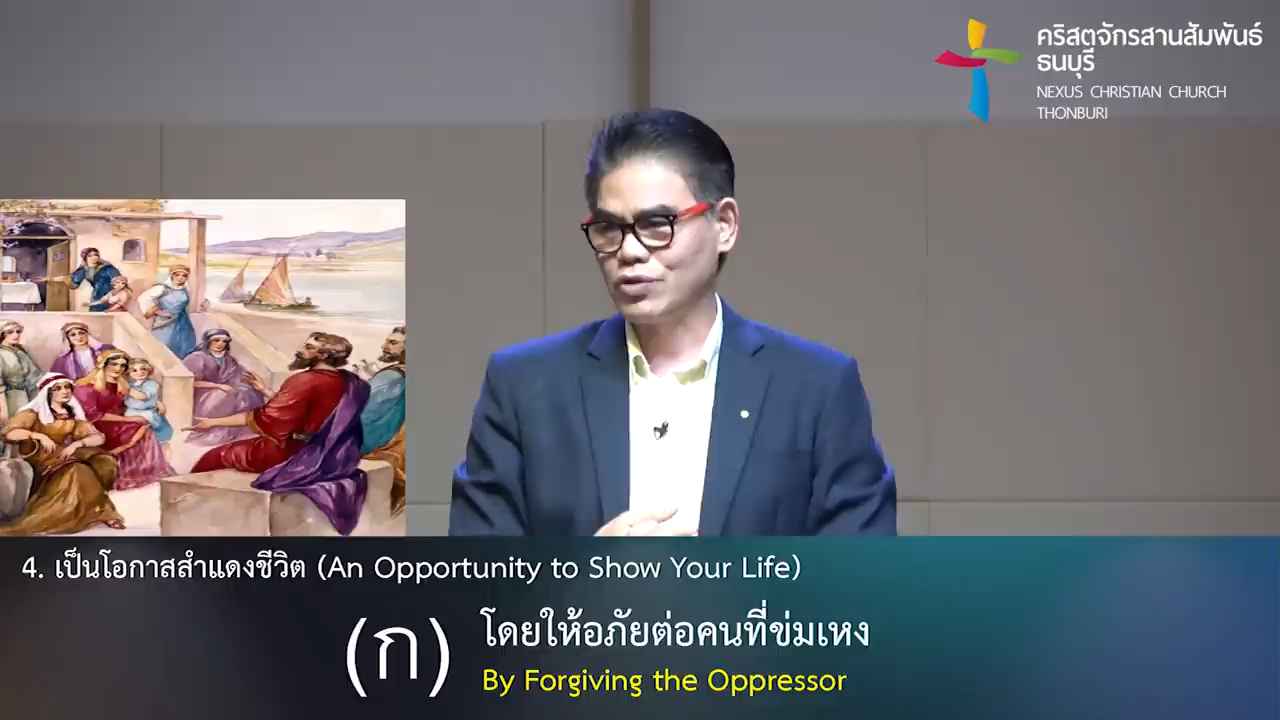 คริสตจักรสานสัมพันธ์
ธนบุรี
NEXUS CHRISTIAN CHURCH
THONBURI
4. เป็นโอกาสสำแดงชีวิต (An Opportunity to Show Your Life)
(ก) โดยให้อภัยต่อคนที่ข่มเหง
By Forgiving the Oppressor